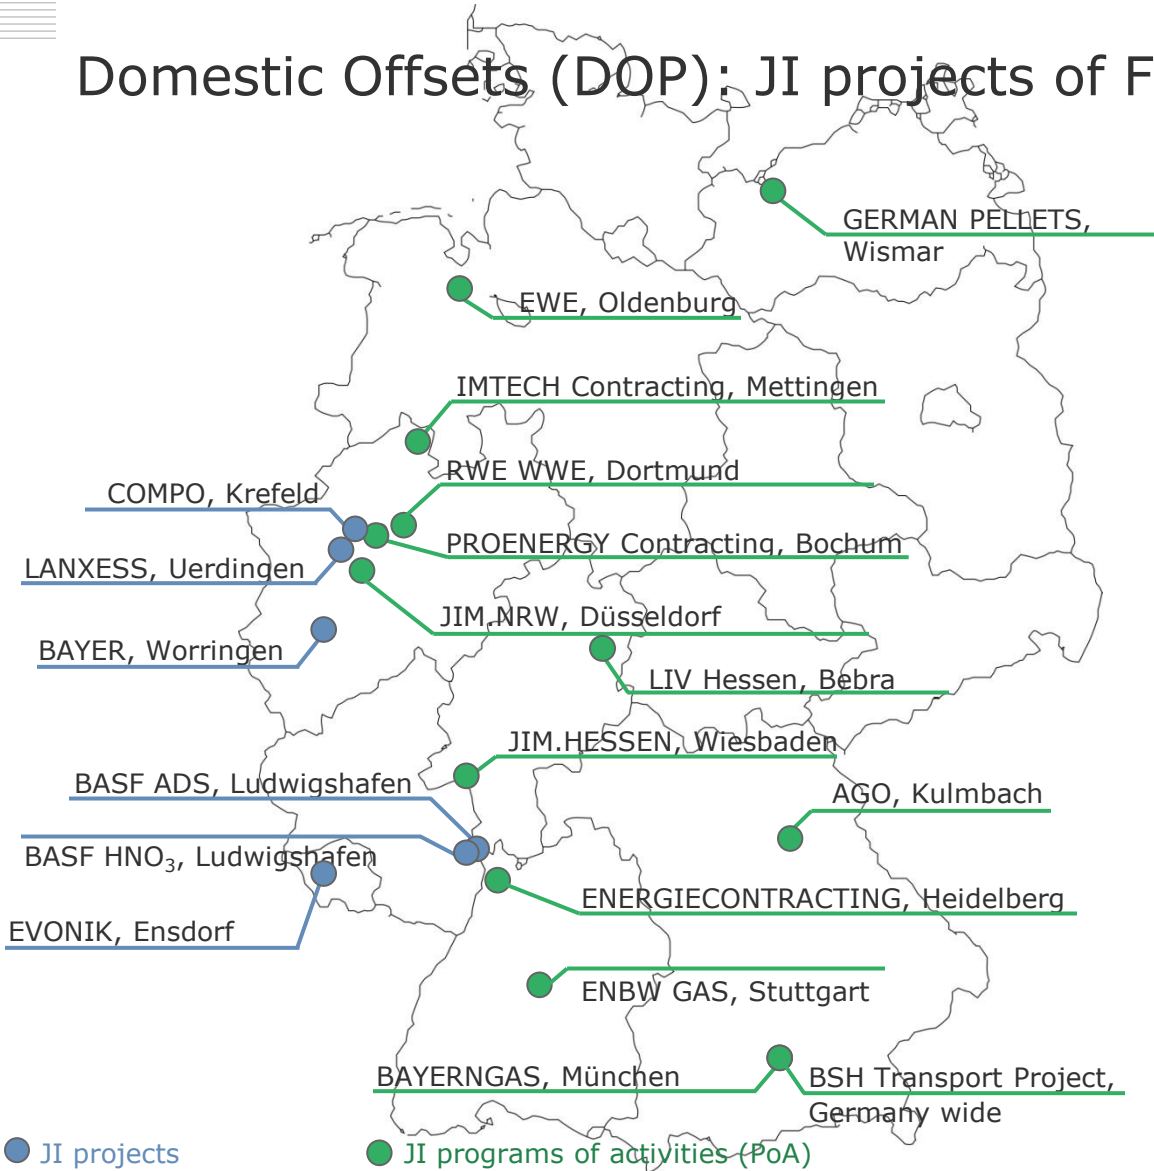 Domestic Offsets (DOP): JI projects of F
GERMAN PELLETS,
Wismar
EWE, Oldenburg
IMTECH Contracting, Mettingen
RWE WWE, Dortmund
COMPO, Krefeld
PROENERGY Contracting, Bochum
LANXESS, Uerdingen
JIM.NRW, Düsseldorf
BAYER, Worringen
LIV Hessen, Bebra
JIM.HESSEN, Wiesbaden
BASF ADS, Ludwigshafen
AGO, Kulmbach
BASF HNO₃, Ludwigshafen
ENERGIECONTRACTING, Heidelberg
EVONIK, Ensdorf
ENBW GAS, Stuttgart
BAYERNGAS, München
BSH Transport Project,
Germany wide
JI projects
JI programs of activities (PoA)